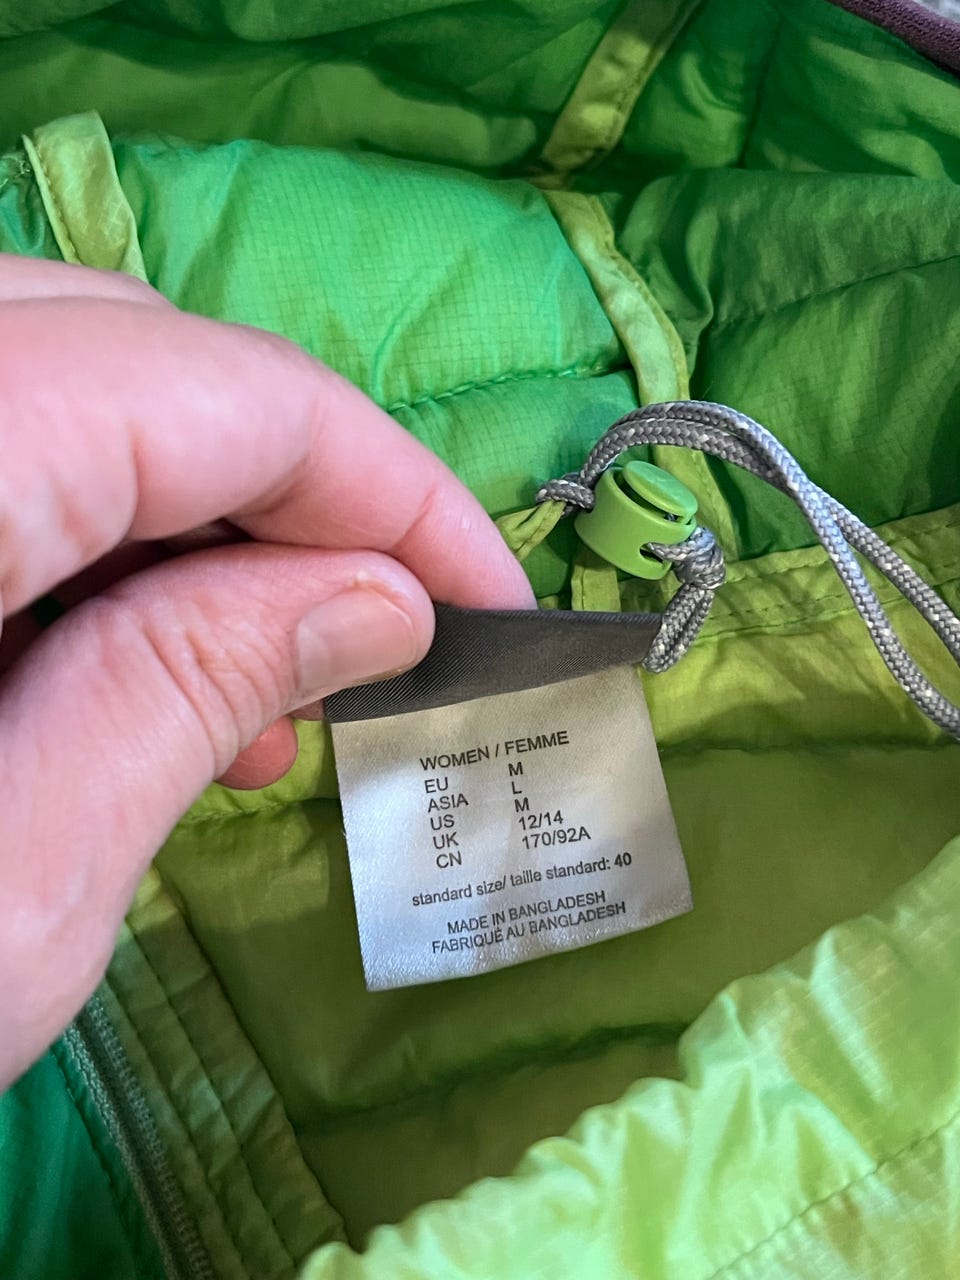 WOMEN / FEMME
EU M
ASIA L
US M
UK 12/14
CN 170/92A
standard size/ taille standard: 40
MADE IN BANGLADESH
FABRIQUÉ AU BANGLADESH